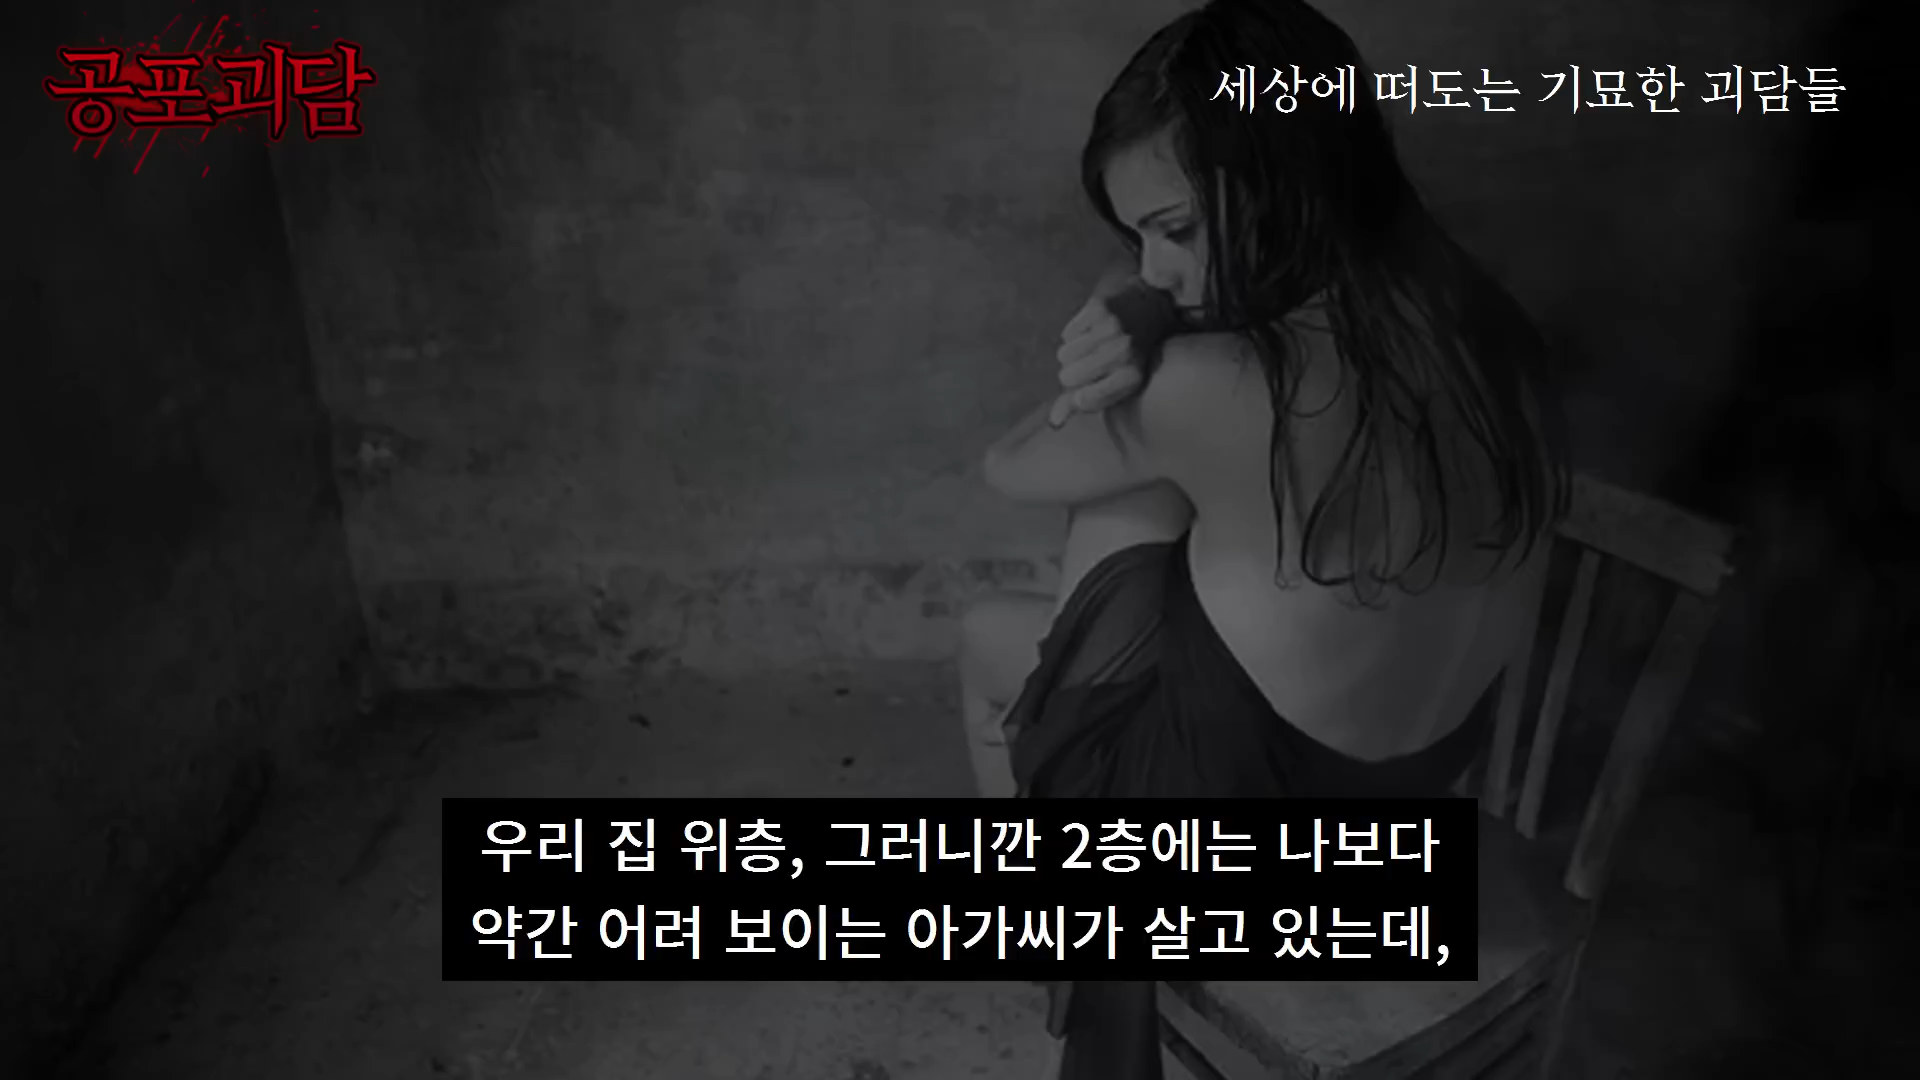 공포괴담
세상에 떠도는 기묘한 괴담들
우리 집 위층, 그러니깐 2층에는 나보다
약간 어려 보이는 아가씨가 살고 있는데,